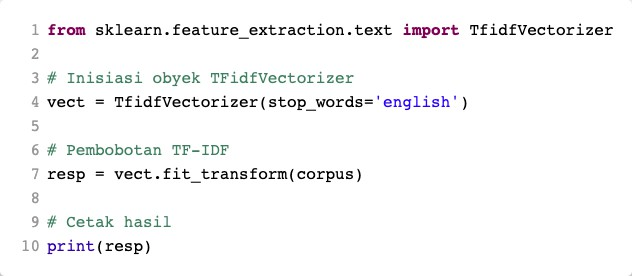 1 from sklearn.feature_extraction.text import TfidfVectorizer
2
3 # Inisiasi obyek TFidfVectorizer
4 vect = TfidfVectorizer(stop_words='english')
5
6 # Pembobotan TF-IDF
7 resp = vect.fit_transform(corpus)
8
9 # Cetak hasil
10 print(resp)